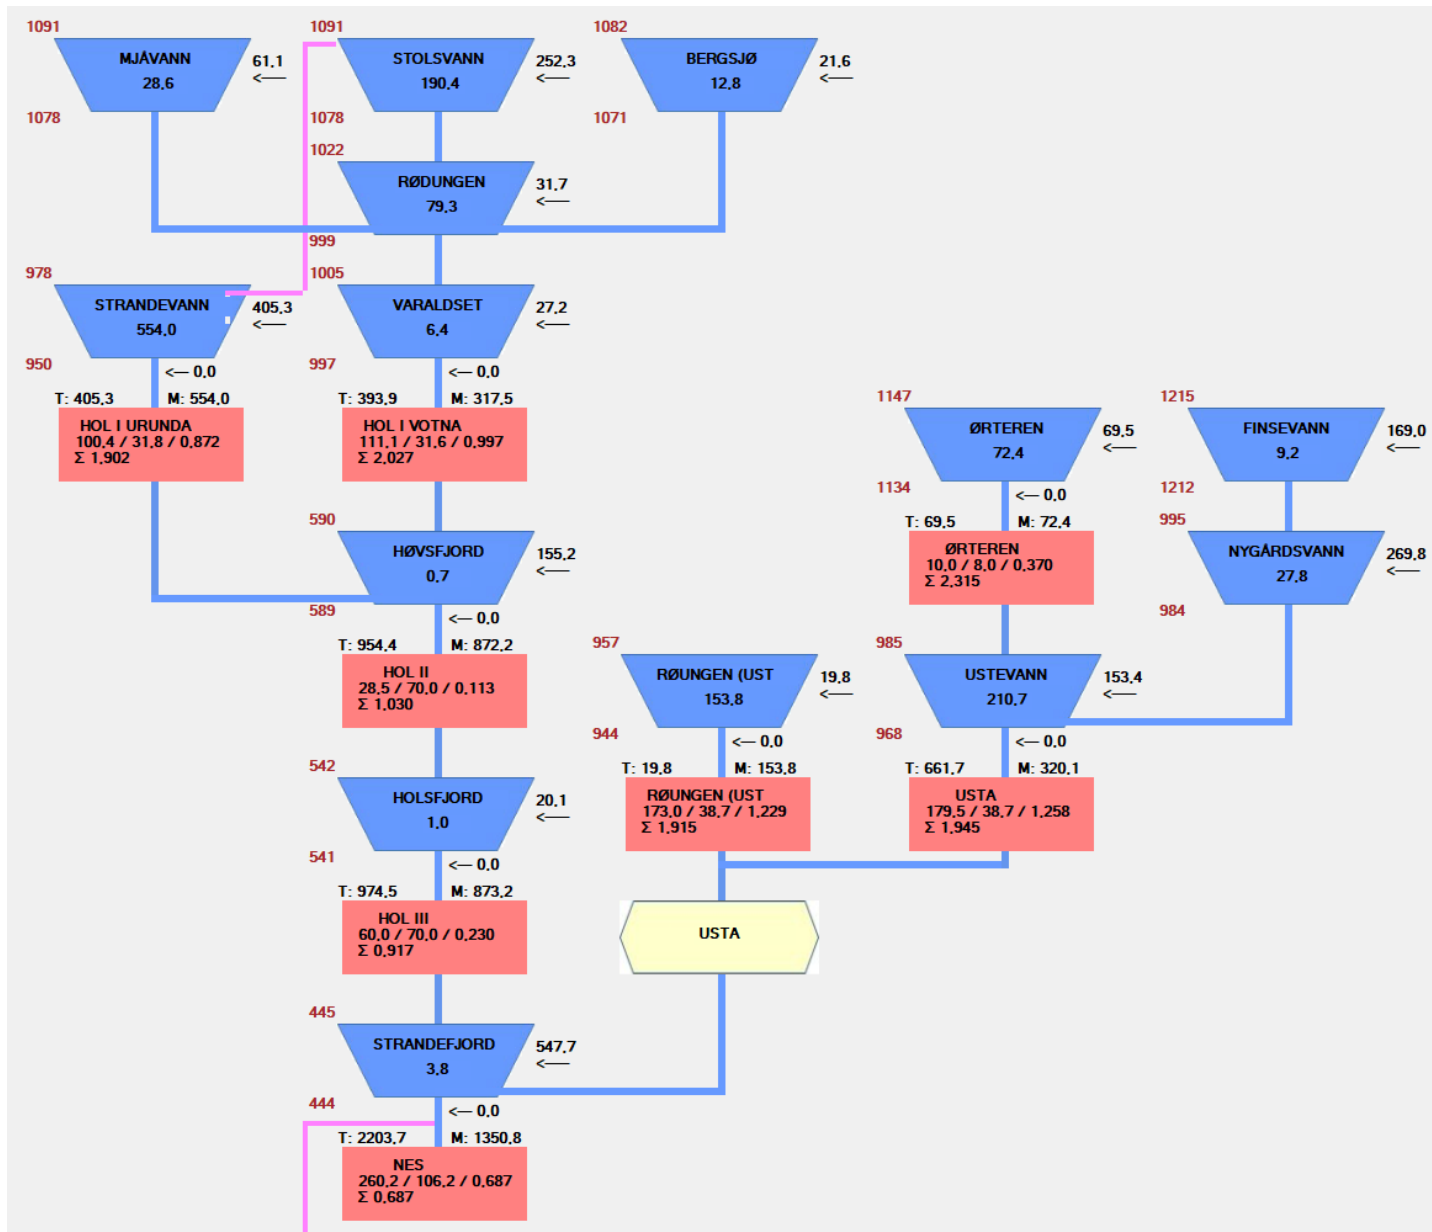 1091
MJÅVANN
28,6
61,1
<—
1078
1091
STOLSVANN
190,4
252,3
<—
1078
1082
BERGSJØ
12,8
21,6
<—
1071
1022
RØDUNGEN
79,3
31,7
<—
999
978
STRANDEVANN
554,0
405,3
<—
950
<— 0,0
T: 405,3 M: 554,0
HOL I URUNDA
100,4 / 31,8 / 0,872
Σ 1,902
1005
VARALDSET
6,4
27,2
<—
997
<— 0,0
T: 393,9 M: 317,5
HOL I VOTNA
111,1 / 31,6 / 0,997
Σ 2,027
1147
ØRTEREN
72,4
69,5
<—
1134
<— 0,0
T: 69,5 M: 72,4
ØRTEREN
10,0 / 8,0 / 0,370
Σ 2,315
1215
FINSEVANN
9,2
169,0
<—
1212
995
NYGÅRDSVANN
27,8
269,8
<—
984
590
HØVSFJORD
0,7
155,2
<—
589
<— 0,0
T: 954,4 M: 872,2
HOL II
28,5 / 70,0 / 0,113
Σ 1,030
957
RØUNGEN (UST
153,8
19,8
<—
944
<— 0,0
T: 19,8 M: 153,8
RØUNGEN (UST
173,0 / 38,7 / 1,229
Σ 1,915
985
USTEVANN
210,7
153,4
<—
968
<— 0,0
T: 661,7 M: 320,1
USTA
179,5 / 38,7 / 1,258
Σ 1,945
542
HOLSFJORD
1,0
20,1
<—
541
<— 0,0
T: 974,5 M: 873,2
HOL III
60,0 / 70,0 / 0,230
Σ 0,917
USTA
445
STRANDEFJORD
3,8
547,7
<—
444
<— 0,0
T: 2203,7 M: 1350,8
NES
260,2 / 106,2 / 0,687
Σ 0,687